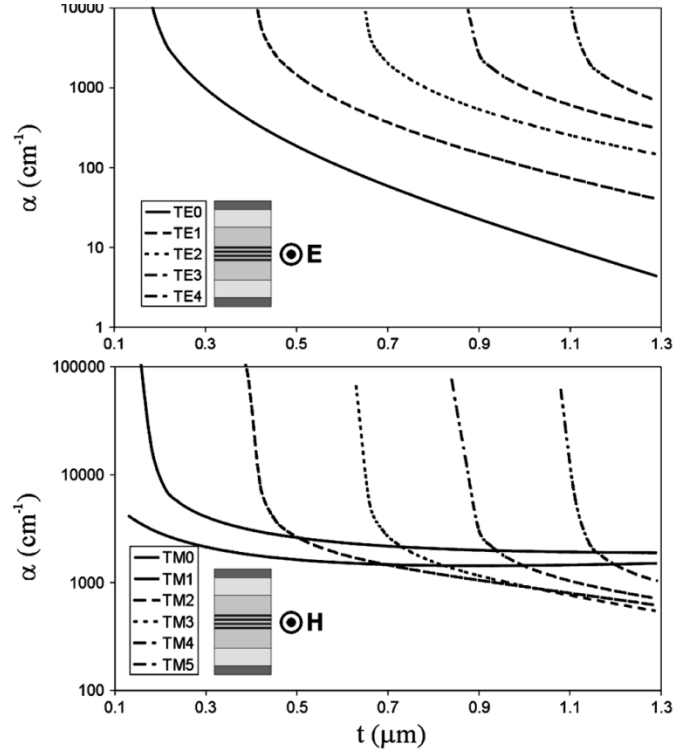 10000
1000
100
10
1
α (cm⁻¹)
TE0
TE1
TE2
TE3
TE4
E
0.1 0.3 0.5 0.7 0.9 1.1 1.3
100000
10000
1000
100
α (cm⁻¹)
TM0
TM1
TM2
TM3
TM4
TM5
H
0.1 0.3 0.5 0.7 0.9 1.1 1.3
t (μm)